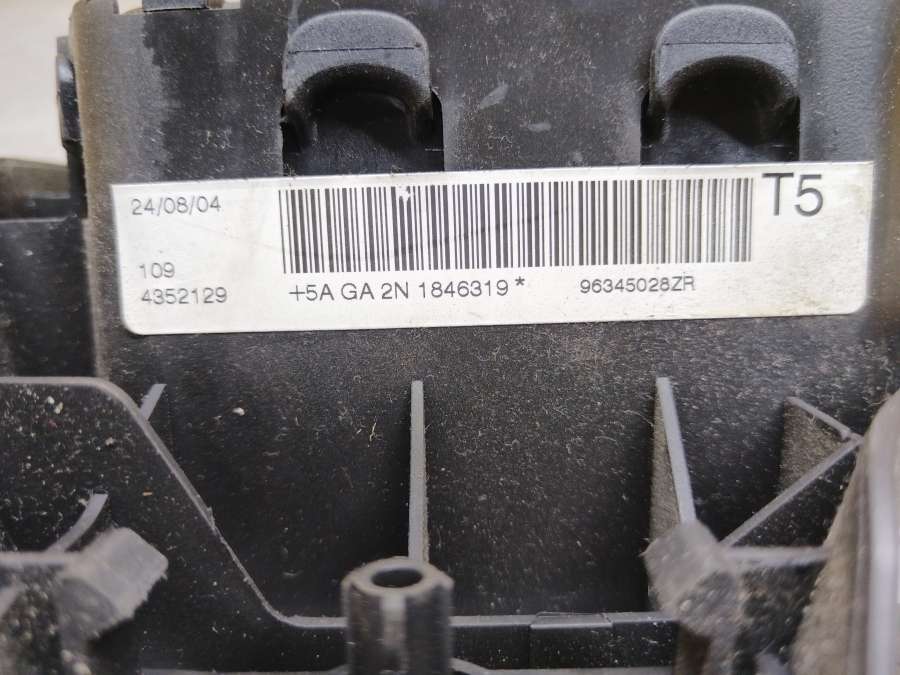 24/08/04
T5
109
4352129
+5A GA 2N 1846319 *
96345028ZR